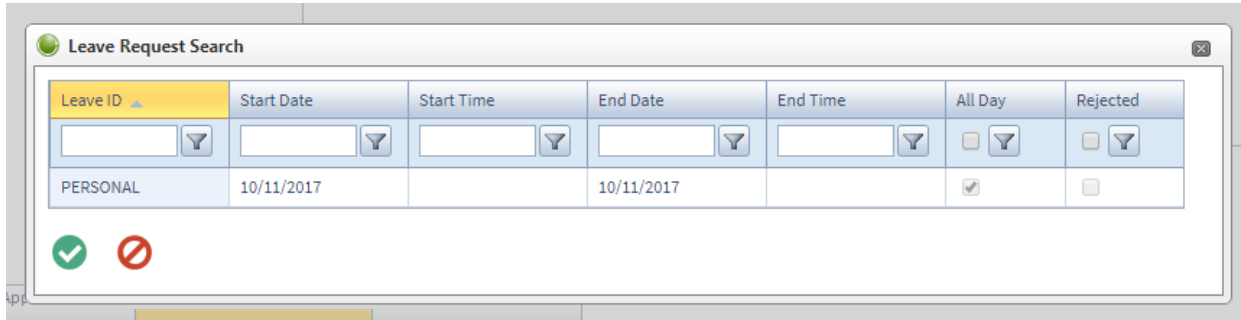 Leave Request Search
Leave ID Start Date Start Time End Date End Time All Day Rejected
PERSONAL 10/11/2017 10/11/2017